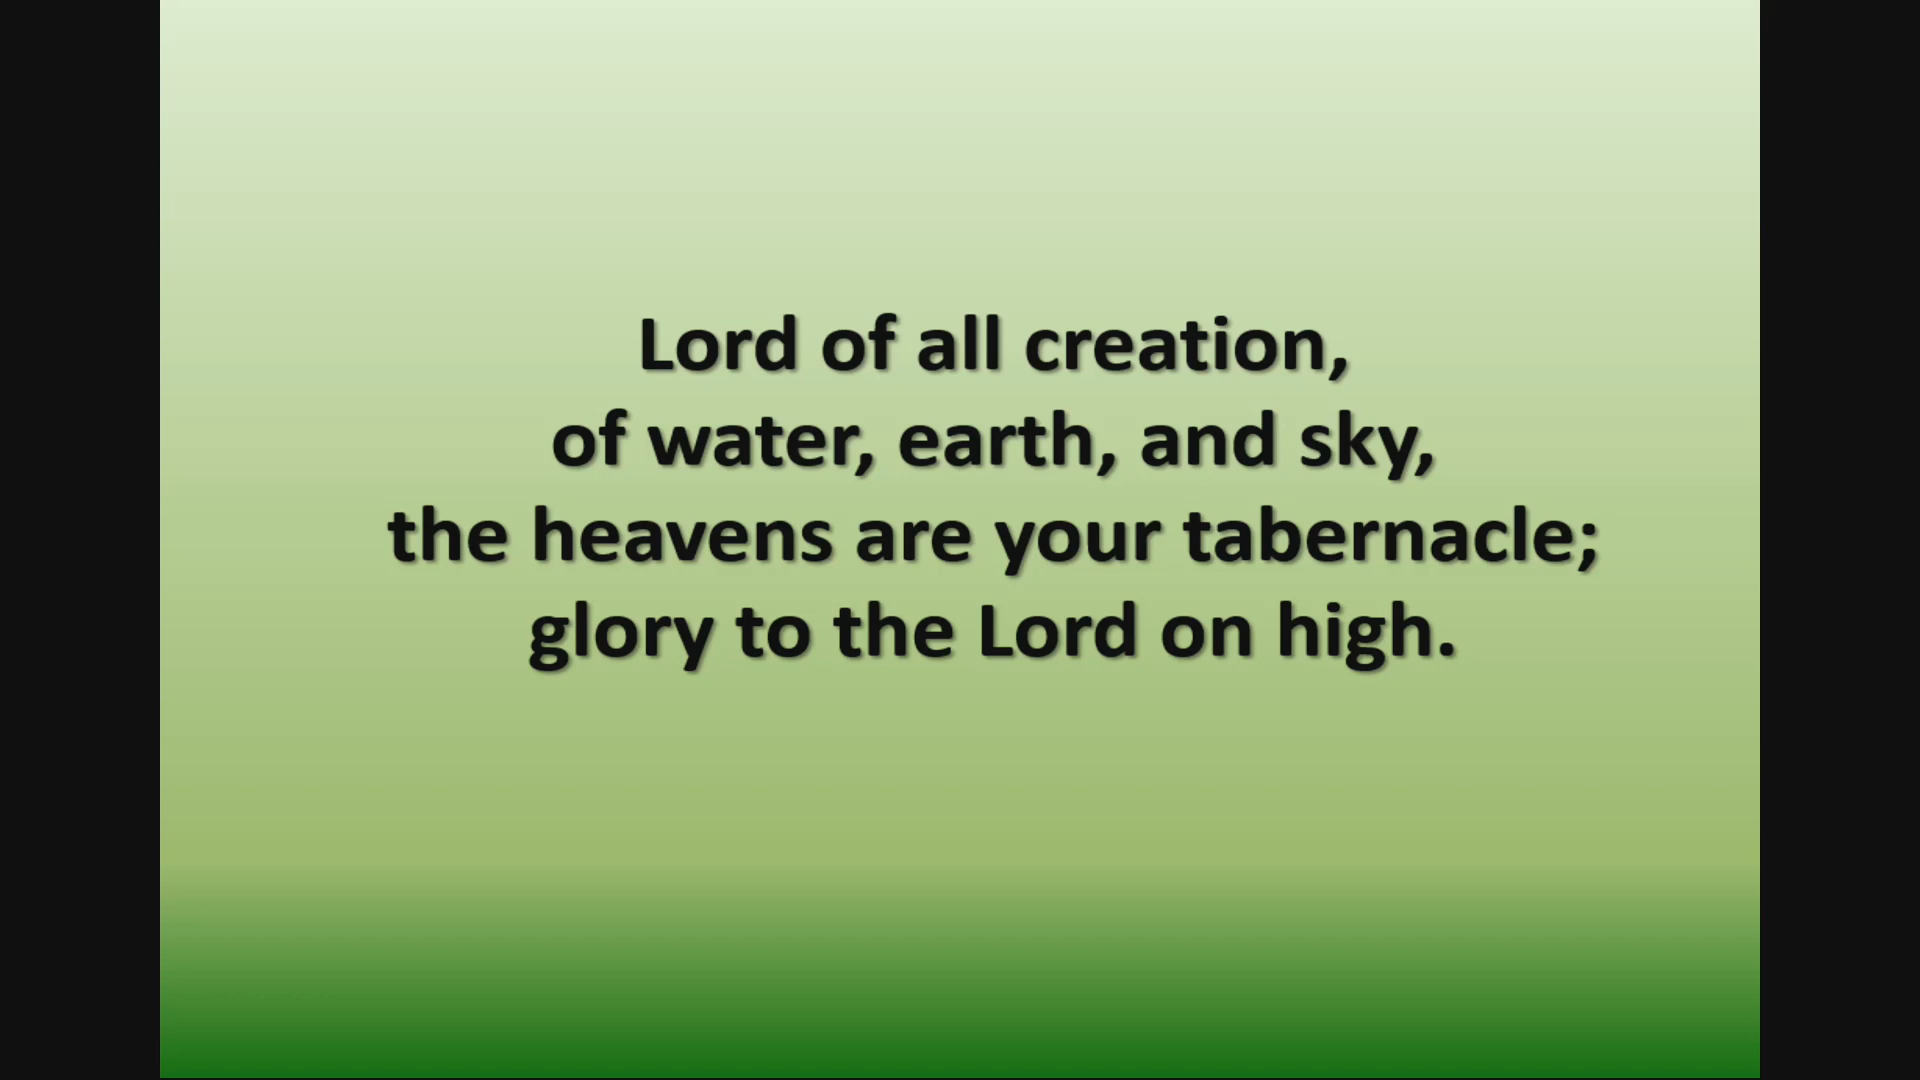 Lord of all creation,
of water, earth, and sky,
the heavens are your tabernacle;
glory to the Lord on high.